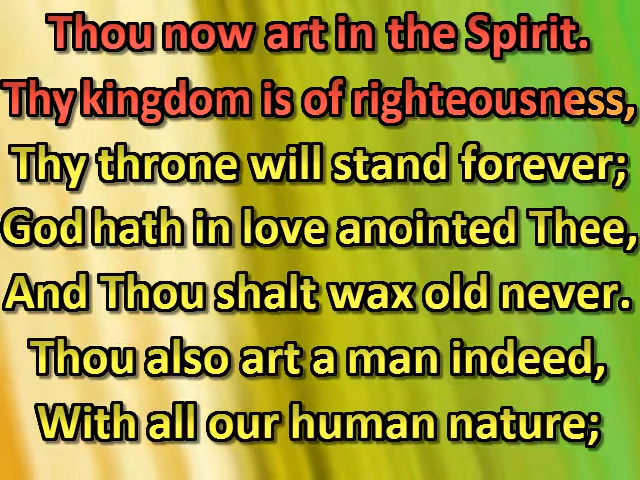 Thou now art in the Spirit.
Thy kingdom is of righteousness,
Thy throne will stand forever;
God hath in love anointed Thee,
And Thou shalt wax old never.
Thou also art a man indeed,
With all our human nature;